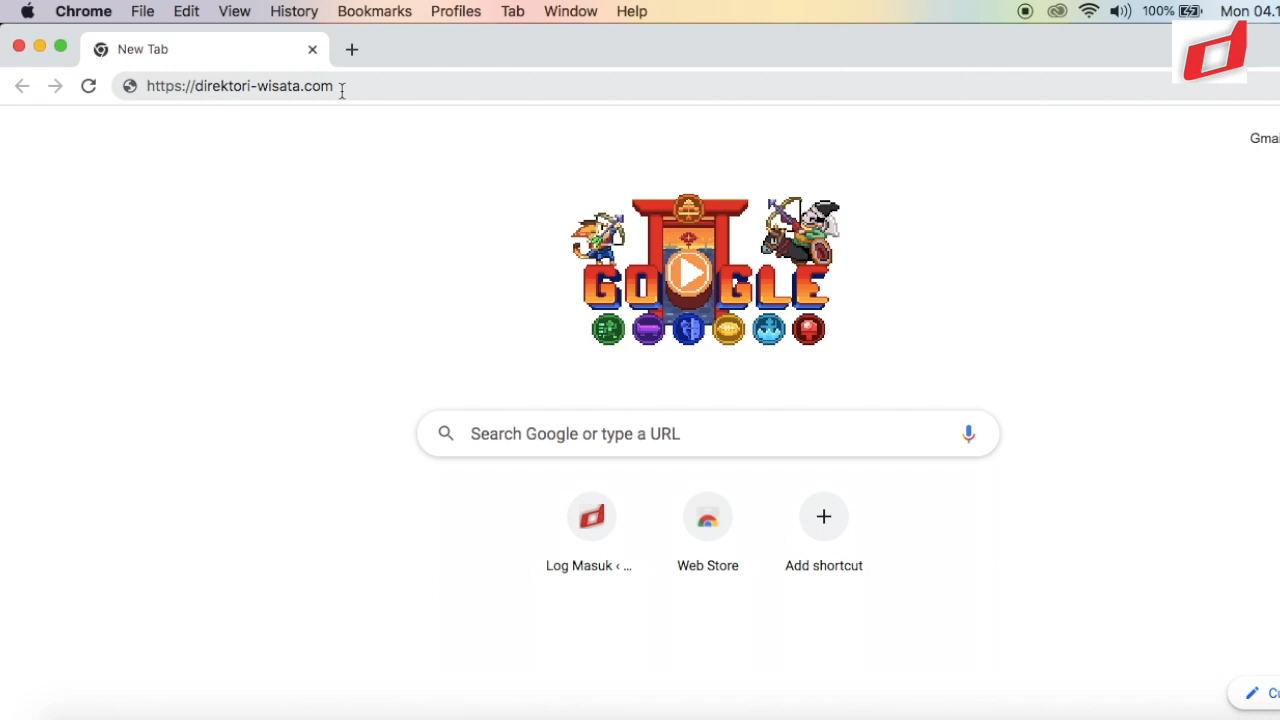 Chrome File Edit View History Bookmarks Profiles Tab Window Help 100% Mon 04.1
New Tab
https://direktori-wisata.com
Gmai
GOOGLE
Search Google or type a URL
Log Masuk ‹ ... Web Store Add shortcut
Cu